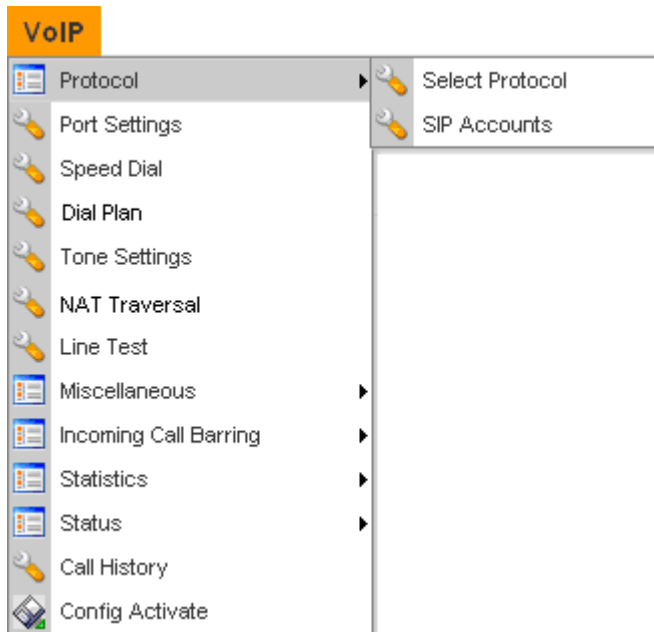 VoIP
Protocol
Select Protocol
Port Settings
SIP Accounts
Speed Dial
Dial Plan
Tone Settings
NAT Traversal
Line Test
Miscellaneous
Incoming Call Barring
Statistics
Status
Call History
Config Activate